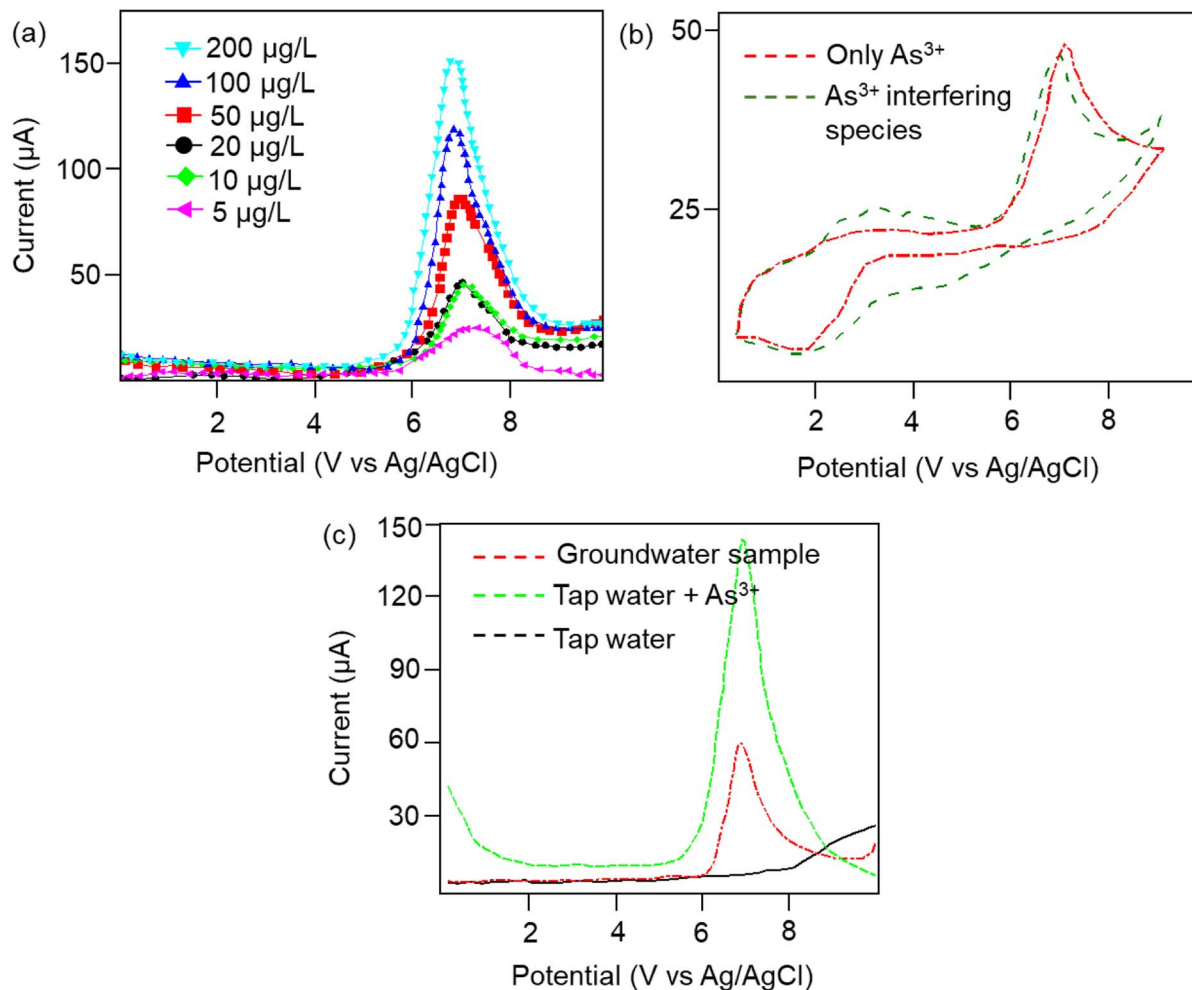 (a)
200 µg/L
100 µg/L
50 µg/L
20 µg/L
10 µg/L
5 µg/L
150
100
50
Current (µA)
2
4
6
8
Potential (V vs Ag/AgCl)
(b)
50
25
Only As³⁺
As³⁺ interfering
species
2
4
6
8
Potential (V vs Ag/AgCl)
(c)
150
120
90
60
30
Current (µA)
Groundwater sample
Tap water + As³⁺
Tap water
2
4
6
8
Potential (V vs Ag/AgCl)